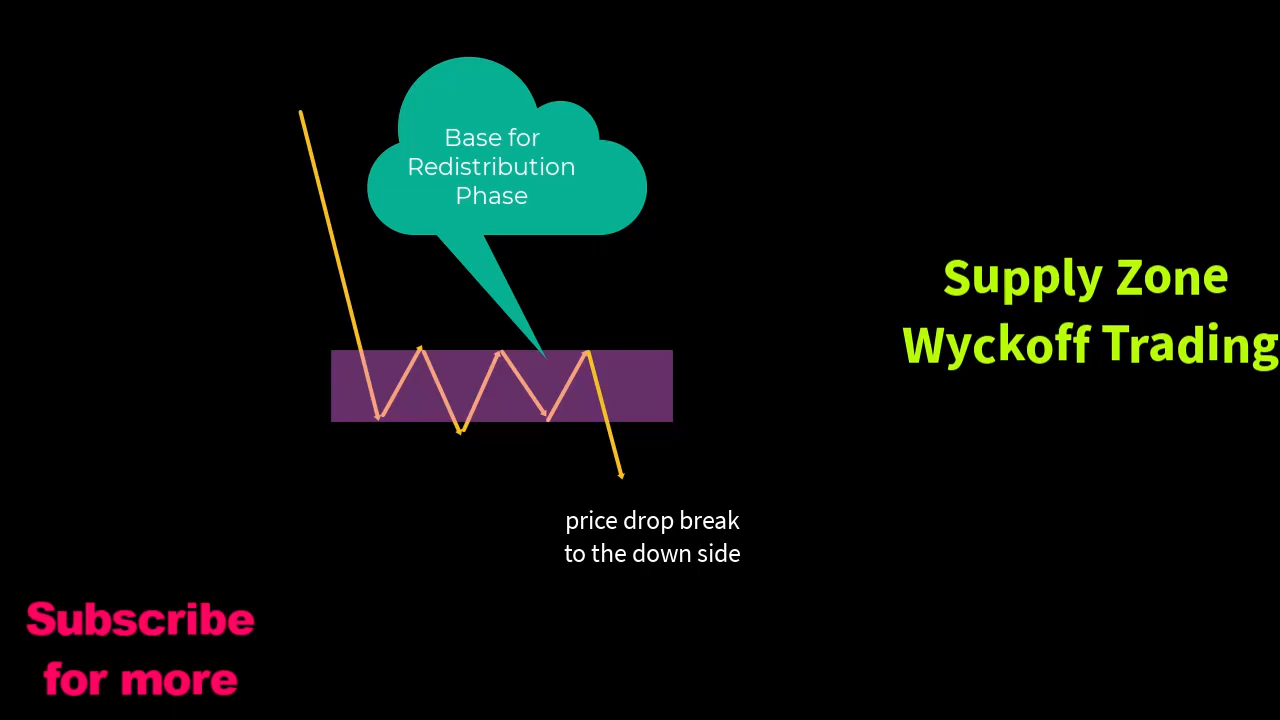 Base for
Redistribution
Phase
Supply Zone
Wyckoff Trading
price drop break
to the down side
Subscribe
for more